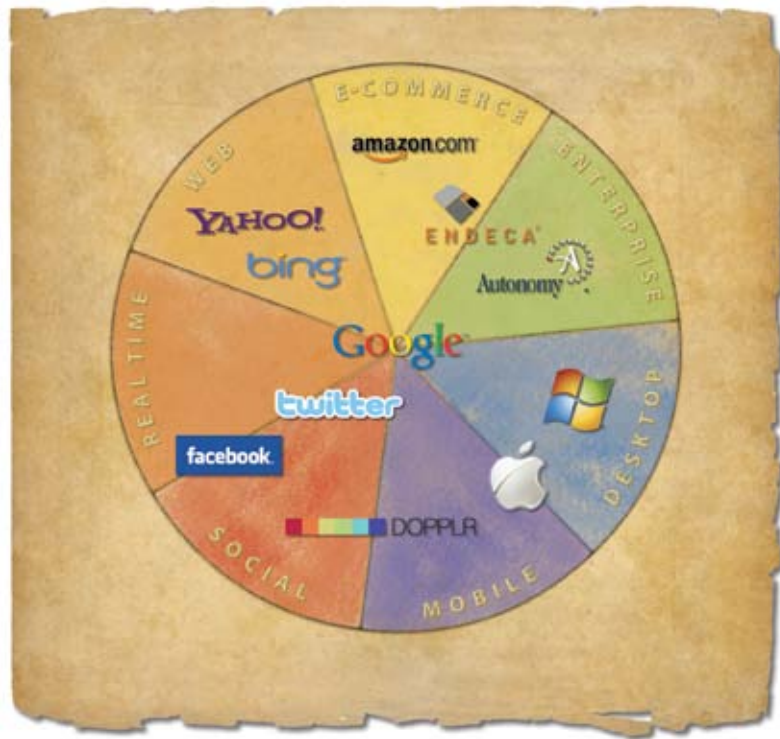 E-COMMERCE
amazon.com
WEB
ENTERPRISE
YAHOO!
ENDECA
bing
Autonomy
Google
REAL TIME
DESKTOP
twitter
facebook.
DOPPLR
SOCIAL
MOBILE